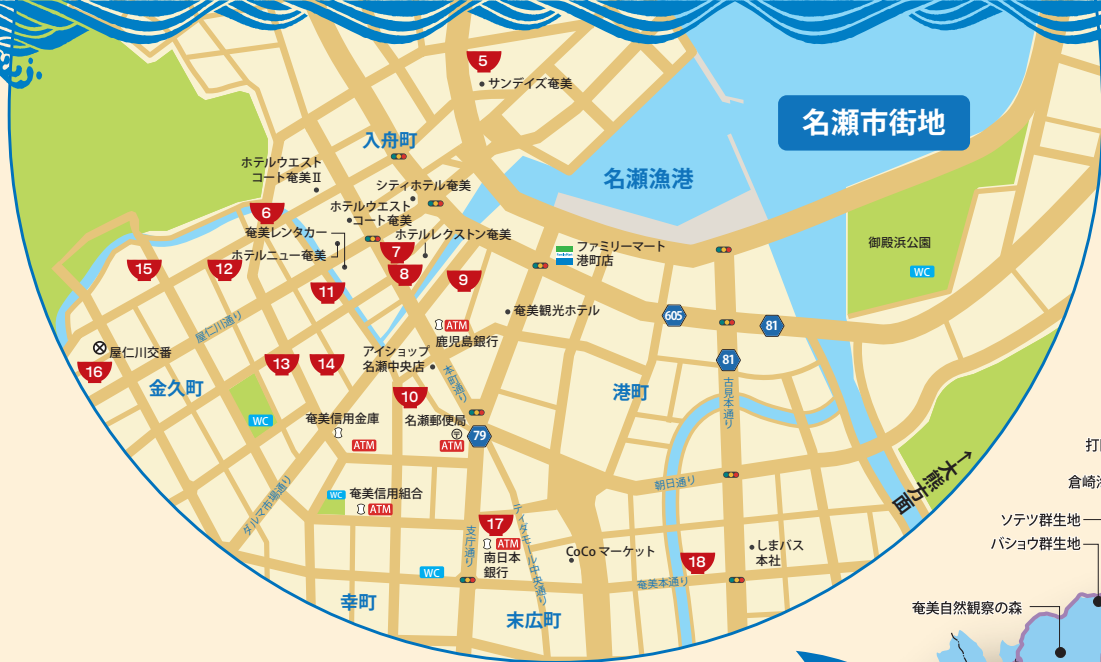 名瀬市街地
5
サンデイズ奄美
入舟町
名瀬漁港
ホテルウエスト
コート奄美Ⅱ
シティホテル奄美
ホテルウエスト
コート奄美
6
奄美レンタカー
ホテルレクストン奄美
ホテルニュー奄美
7
8
9
ファミリーマート
港町店
FamilyMart
御殿浜公園
WC
15
12
11
奄美観光ホテル
605
81
81
屋仁川通り
ATM
鹿児島銀行
屋仁川交番
16
13
14
アイショップ
名瀬中央店
本町通り
金久町
港町
古見本通り
10
WC
奄美信用金庫
ATM
名瀬郵便局
〒
ATM
79
←大熊方面
朝日通り
WC
奄美信用組合
ATM
ダルマ市場通り
17
ATM
南日本
銀行
支庁通り
ティダモール中央通り
CoCo マーケット
18
しまバス
本社
奄美本通り
WC
幸町
末広町
倉崎
ソテツ群生地
バショウ群生地
奄美自然観察の森